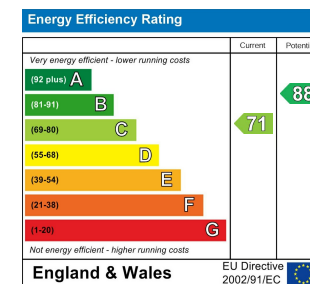 Energy Efficiency Rating
Current Potenti
Very energy efficient - lower running costs
(92 plus) A
(81-91) B
88
(69-80) C
71
(55-68) D
(39-54) E
(21-38) F
(1-20) G
Not energy efficient - higher running costs
England & Wales
EU Directive
2002/91/EC